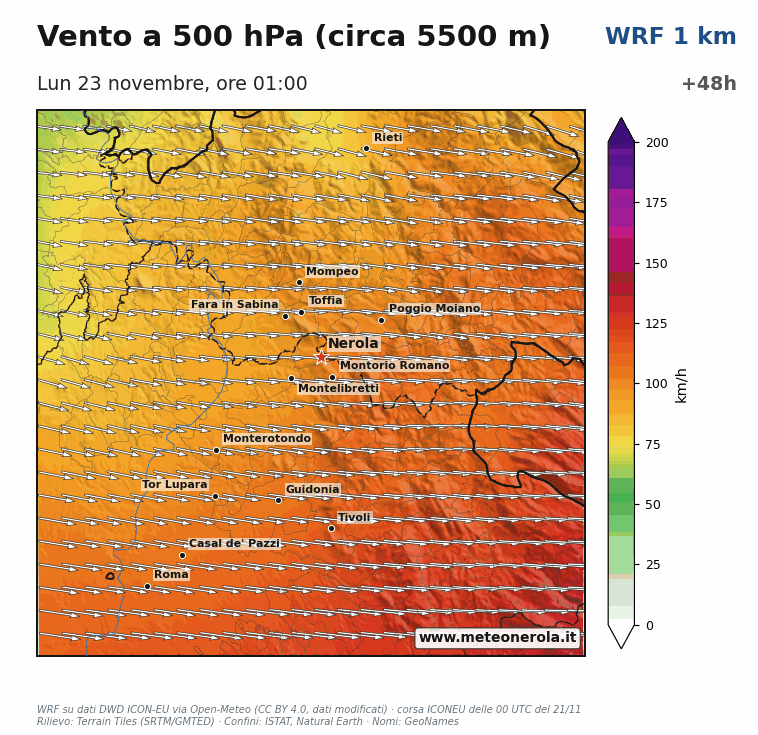 Vento a 500 hPa (circa 5500 m)
WRF 1 km
Lun 23 novembre, ore 01:00
+48h
Rieti
Mompeo
Fara in Sabina
Toffia
Poggio Moiano
Nerola
Montorio Romano
Montelibretti
Monterotondo
Tor Lupara
Guidonia
Tivoli
Casal de' Pazzi
Roma
www.meteonerola.it
200
175
150
125
100
75
50
25
0
km/h
WRF su dati DWD ICON-EU via Open-Meteo (CC BY 4.0, dati modificati) · corsa ICONEU delle 00 UTC del 21/11
Rilievo: Terrain Tiles (SRTM/GMTED) · Confini: ISTAT, Natural Earth · Nomi: GeoNames